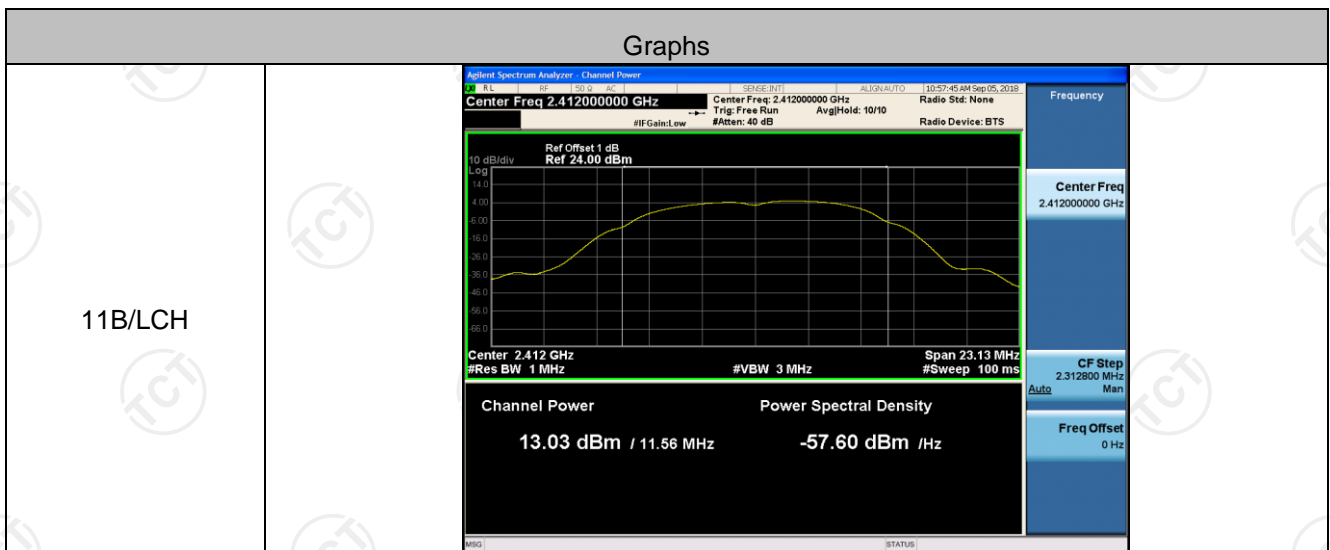 Graphs
11B/LCH
Agilent Spectrum Analyzer - Channel Power
RL RF 50 Ω AC SENSE:INT ALIGNAUTO 10:57:45 AM Sep 05, 2018
Center Freq 2.412000000 GHz
Center Freq: 2.412000000 GHz Radio Std: None
Trig: Free Run Avg|Hold: 10/10
#IFGain:Low #Atten: 40 dB Radio Device: BTS
Ref Offset 1 dB
10 dB/div Ref 24.00 dBm
Log
14.0
4.00
-6.00
-16.0
-26.0
-36.0
-46.0
-56.0
-66.0
Center 2.412 GHz Span 23.13 MHz
#Res BW 1 MHz #VBW 3 MHz #Sweep 100 ms
Channel Power Power Spectral Density
13.03 dBm / 11.56 MHz -57.60 dBm /Hz
MSG STATUS
Frequency
Center Freq
2.412000000 GHz
CF Step
2.312800 MHz
Auto Man
Freq Offset
0 Hz
TCT
TCT
TCT
TCT
TCT